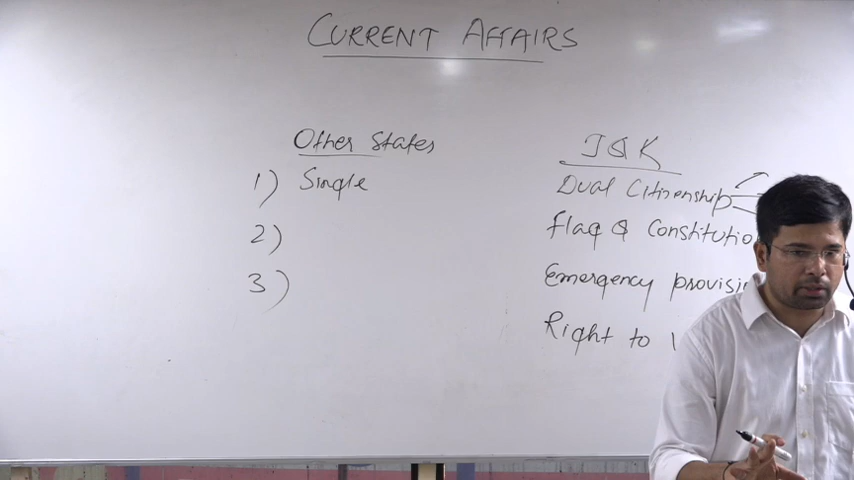 CURRENT AFFAIRS
Other States
1) Single
2)
3)
J & K
Dual Citizenship
Flag & Constitutio
Emergency provisi
Right to